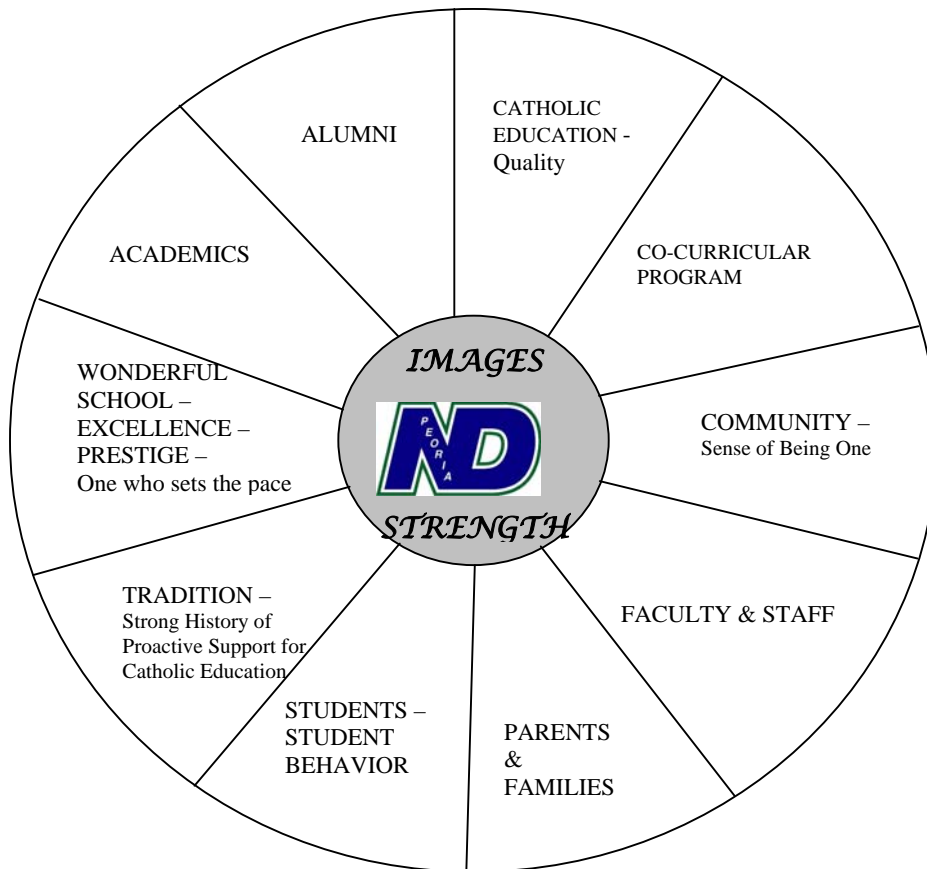 ALUMNI
CATHOLIC
EDUCATION -
Quality
CO-CURRICULAR
PROGRAM
COMMUNITY –
Sense of Being One
FACULTY & STAFF
PARENTS
&
FAMILIES
STUDENTS –
STUDENT
BEHAVIOR
TRADITION –
Strong History of
Proactive Support for
Catholic Education
WONDERFUL
SCHOOL –
EXCELLENCE –
PRESTIGE –
One who sets the pace
ACADEMICS
IMAGES
ND
PEORIA
STRENGTH